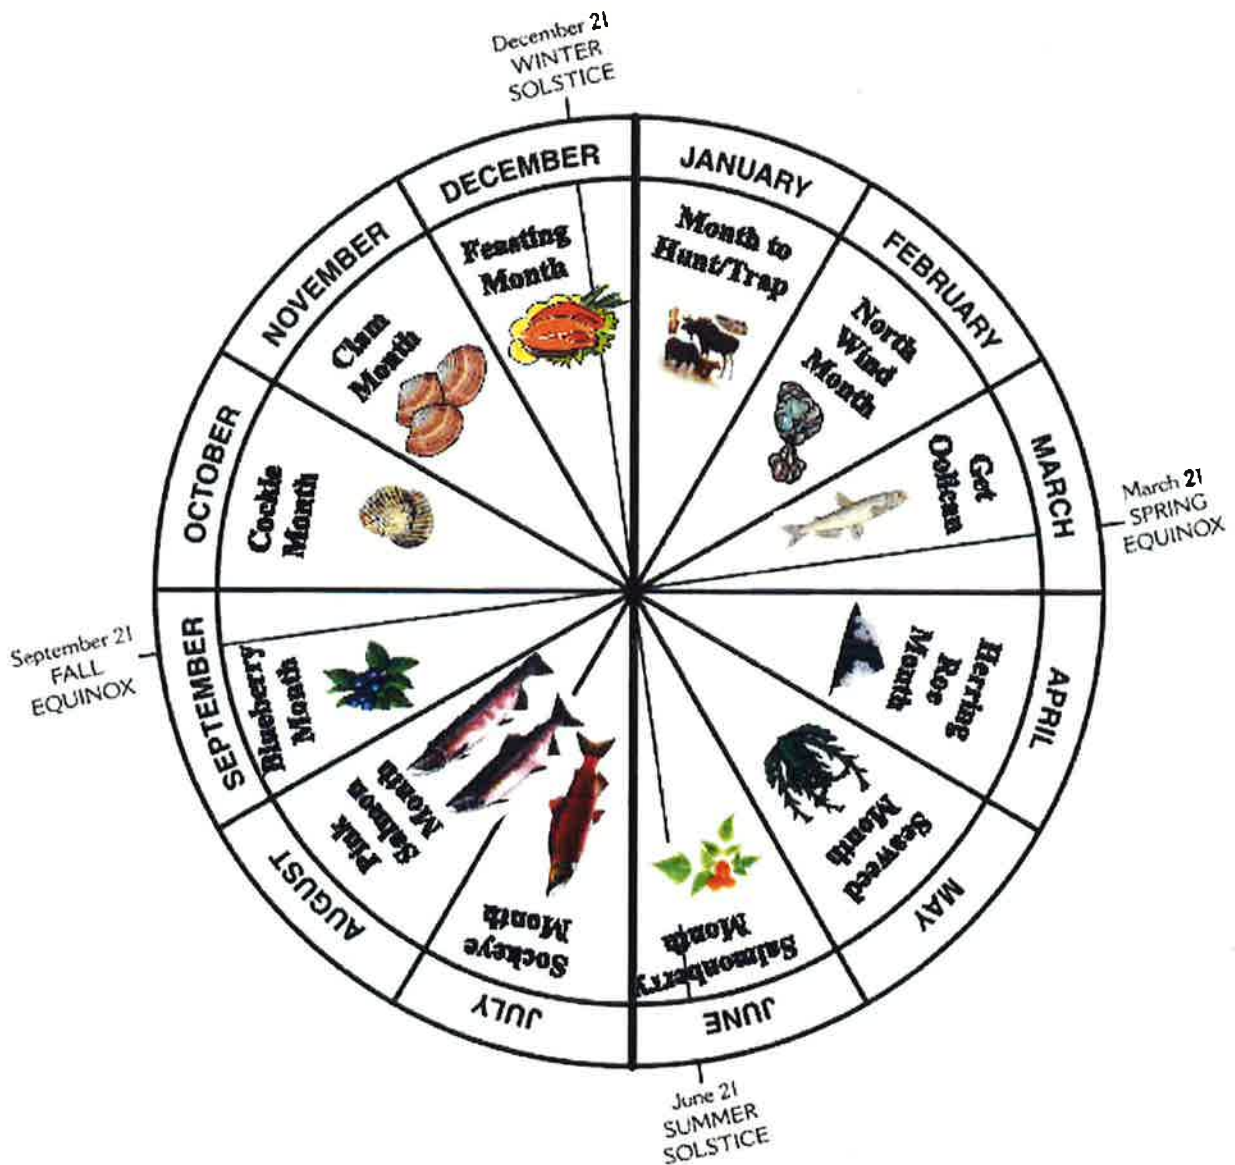 December 21
WINTER
SOLSTICE
JANUARY
Month to
Hunt/Trap
FEBRUARY
North
Wind
Month
MARCH
Got
Oolican
March 21
SPRING
EQUINOX
APRIL
Herring
Roe
Month
MAY
Seaweed
Month
JUNE
Salmonberry
Month
June 21
SUMMER
SOLSTICE
JULY
Sockeye
Month
AUGUST
Pink
Salmon
Month
SEPTEMBER
Blueberry
Month
September 21
FALL
EQUINOX
OCTOBER
Cockle
Month
NOVEMBER
Clam
Month
DECEMBER
Feasting
Month